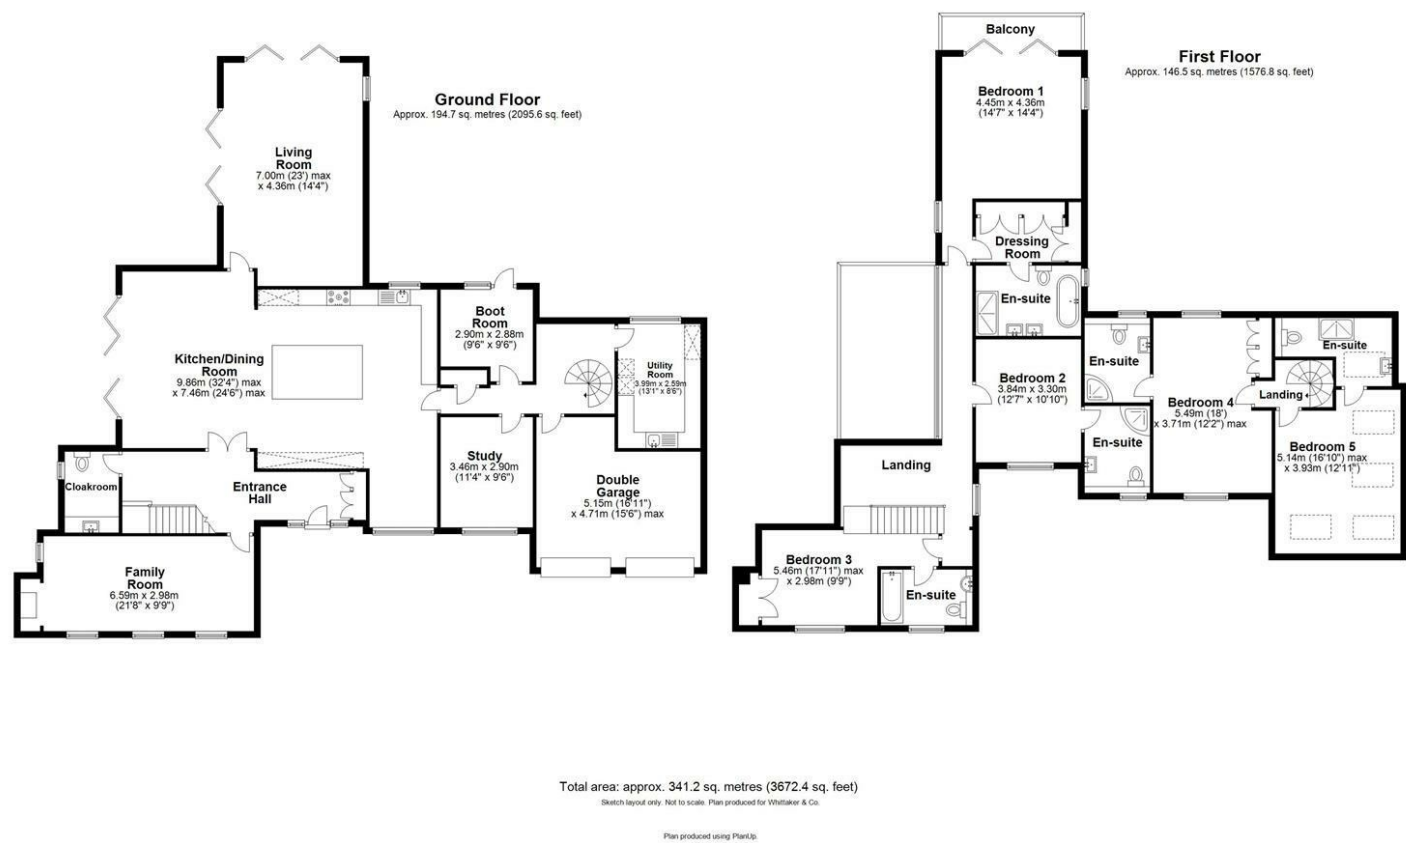 Ground Floor
Approx. 194.7 sq. metres (2095.6 sq. feet)
Living
Room
7.00m (23') max
x 4.36m (14'4")
Kitchen/Dining
Room
9.86m (32'4") max
x 7.46m (24'6") max
Boot
Room
2.90m x 2.88m
(9'6" x 9'6")
Utility
Room
3.99m x 2.59m
(13'1" x 8'6")
Study
3.46m x 2.90m
(11'4" x 9'6")
Double
Garage
5.15m (16'11")
x 4.71m (15'6") max
Cloakroom
Entrance
Hall
Family
Room
6.59m x 2.98m
(21'8" x 9'9")
First Floor
Approx. 146.5 sq. metres (1576.8 sq. feet)
Balcony
Bedroom 1
4.45m x 4.36m
(14'7" x 14'4")
Dressing
Room
En-suite
Bedroom 2
3.84m x 3.30m
(12'7" x 10'10")
En-suite
En-suite
Bedroom 4
5.49m (18')
x 3.71m (12'2") max
En-suite
Landing
Bedroom 5
5.14m (16'10") max
x 3.93m (12'11")
Landing
Bedroom 3
5.46m (17'11") max
x 2.98m (9'9")
En-suite
Total area: approx. 341.2 sq. metres (3672.4 sq. feet)
Sketch layout only. Not to scale. Plan produced for Whittaker & Co.
Plan produced using PlanUp.